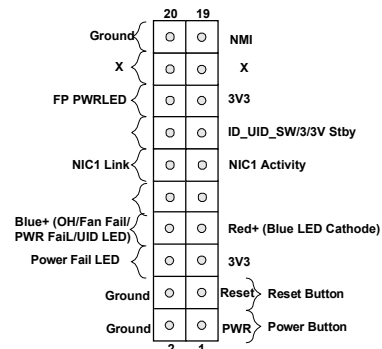 20 19
Ground NMI
X X
FP PWRLED 3V3
ID_UID_SW/3/3V Stby
NIC1 Link NIC1 Activity
Blue+ (OH/Fan Fail/
PWR FaiL/UID LED) Red+ (Blue LED Cathode)
Power Fail LED 3V3
Ground Reset Reset Button
Ground PWR Power Button
2 1